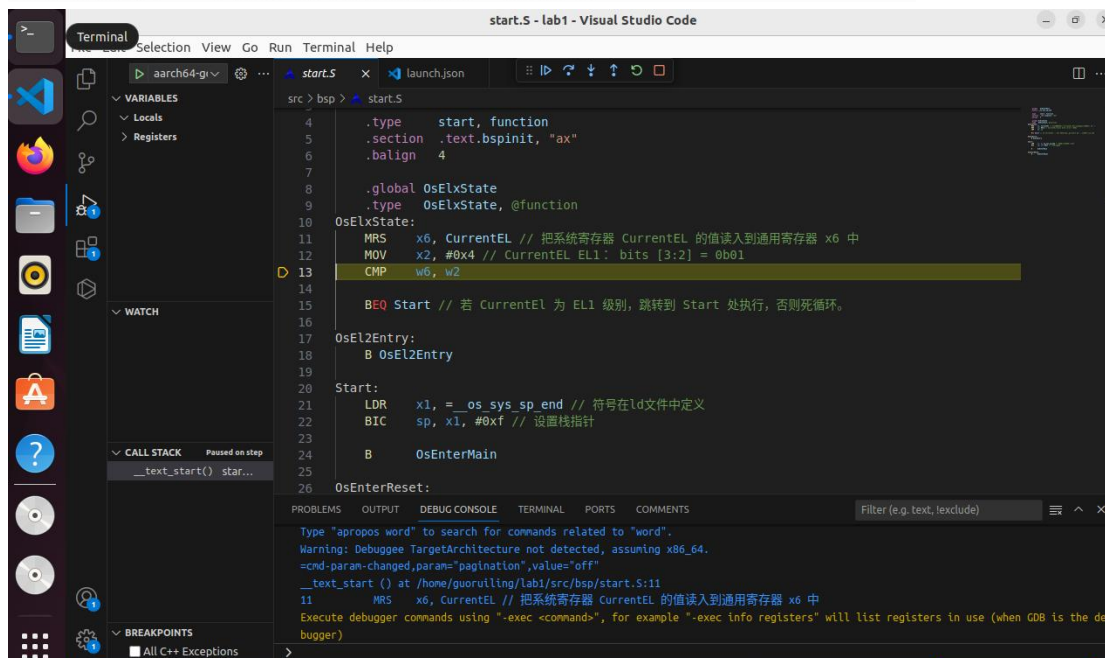 start.S - lab1 - Visual Studio Code
Terminal
Selection View Go Run Terminal Help
aarch64-g
start.S
launch.json
src > bsp > start.S
VARIABLES
Locals
Registers
WATCH
CALL STACK Paused on step
__text_start() star...
BREAKPOINTS
All C++ Exceptions
4 .type start, function
5 .section .text.bspinit, "ax"
6 .balign 4
7
8 .global OsElxState
9 .type OsElxState, @function
10 OsElxState:
11 MRS x6, CurrentEL // 把系统寄存器 CurrentEL 的值读入到通用寄存器 x6 中
12 MOV x2, #0x4 // CurrentEL EL1: bits [3:2] = 0b01
13 CMP w6, w2
14
15 BEQ Start // 若 CurrentEl 为 EL1 级别，跳转到 Start 处执行，否则死循环。
16
17 OsEl2Entry:
18 B OsEl2Entry
19
20 Start:
21 LDR x1, =__os_sys_sp_end // 符号在ld文件中定义
22 BIC sp, x1, #0xf // 设置栈指针
23
24 B OsEnterMain
25
26 OsEnterReset:
PROBLEMS OUTPUT DEBUG CONSOLE TERMINAL PORTS COMMENTS
Filter (e.g. text, !exclude)
Type "apropos word" to search for commands related to "word".
Warning: Debuggee TargetArchitecture not detected, assuming x86_64.
=cmd-param-changed,param="pagination",value="off"
__text_start () at /home/guoruiling/lab1/src/bsp/start.S:11
11 MRS x6, CurrentEL // 把系统寄存器 CurrentEL 的值读入到通用寄存器 x6 中
Execute debugger commands using "-exec <command>", for example "-exec info registers" will list registers in use (when GDB is the de
bugger)
>